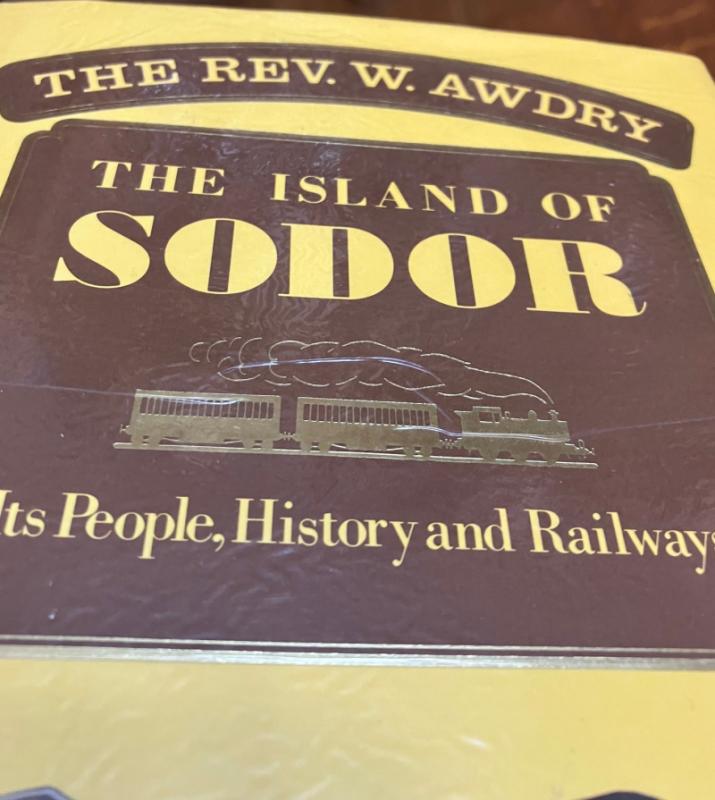 THE REV. W. AWDRY
THE ISLAND OF
SODOR
Its People, History and Railways